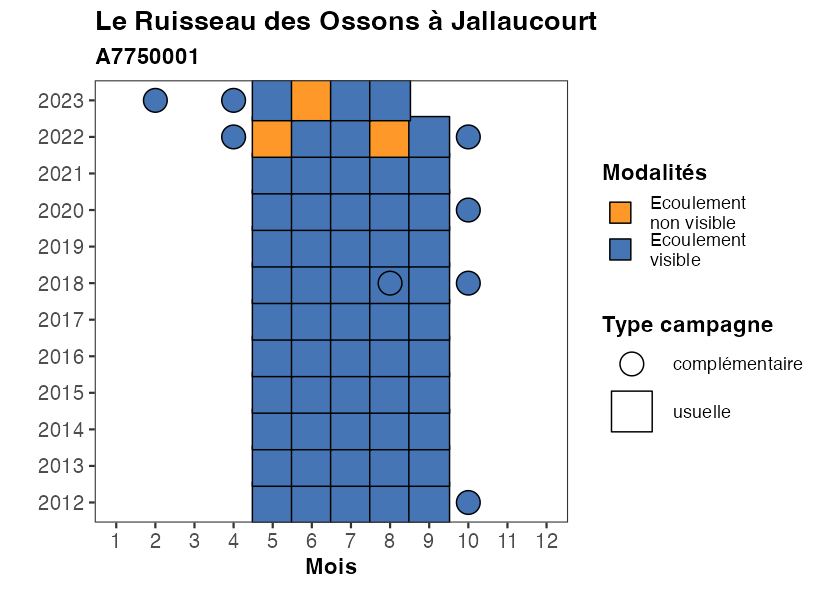 Le Ruisseau des Ossons à Jallaucourt
A7750001
2023
2022
2021
2020
2019
2018
2017
2016
2015
2014
2013
2012
1 2 3 4 5 6 7 8 9 10 11 12
Mois
Modalités
Ecoulement
non visible
Ecoulement
visible
Type campagne
complémentaire
usuelle